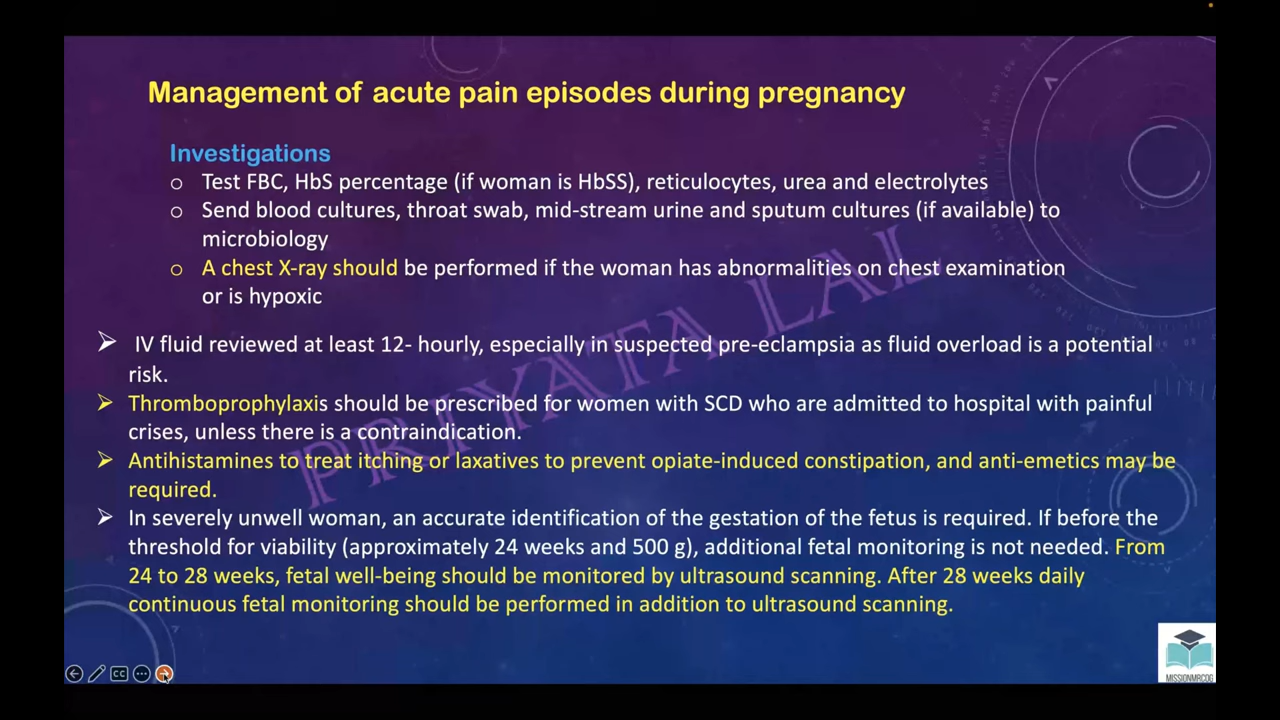 Management of acute pain episodes during pregnancy
Investigations
o Test FBC, HbS percentage (if woman is HbSS), reticulocytes, urea and electrolytes
o Send blood cultures, throat swab, mid-stream urine and sputum cultures (if available) to
microbiology
o A chest X-ray should be performed if the woman has abnormalities on chest examination
or is hypoxic
➢ IV fluid reviewed at least 12- hourly, especially in suspected pre-eclampsia as fluid overload is a potential
risk.
➢ Thromboprophylaxis should be prescribed for women with SCD who are admitted to hospital with painful
crises, unless there is a contraindication.
➢ Antihistamines to treat itching or laxatives to prevent opiate-induced constipation, and anti-emetics may be
required.
➢ In severely unwell woman, an accurate identification of the gestation of the fetus is required. If before the
threshold for viability (approximately 24 weeks and 500 g), additional fetal monitoring is not needed. From
24 to 28 weeks, fetal well-being should be monitored by ultrasound scanning. After 28 weeks daily
continuous fetal monitoring should be performed in addition to ultrasound scanning.
PRIYATA LAL
CC
MISSIONMRCOG